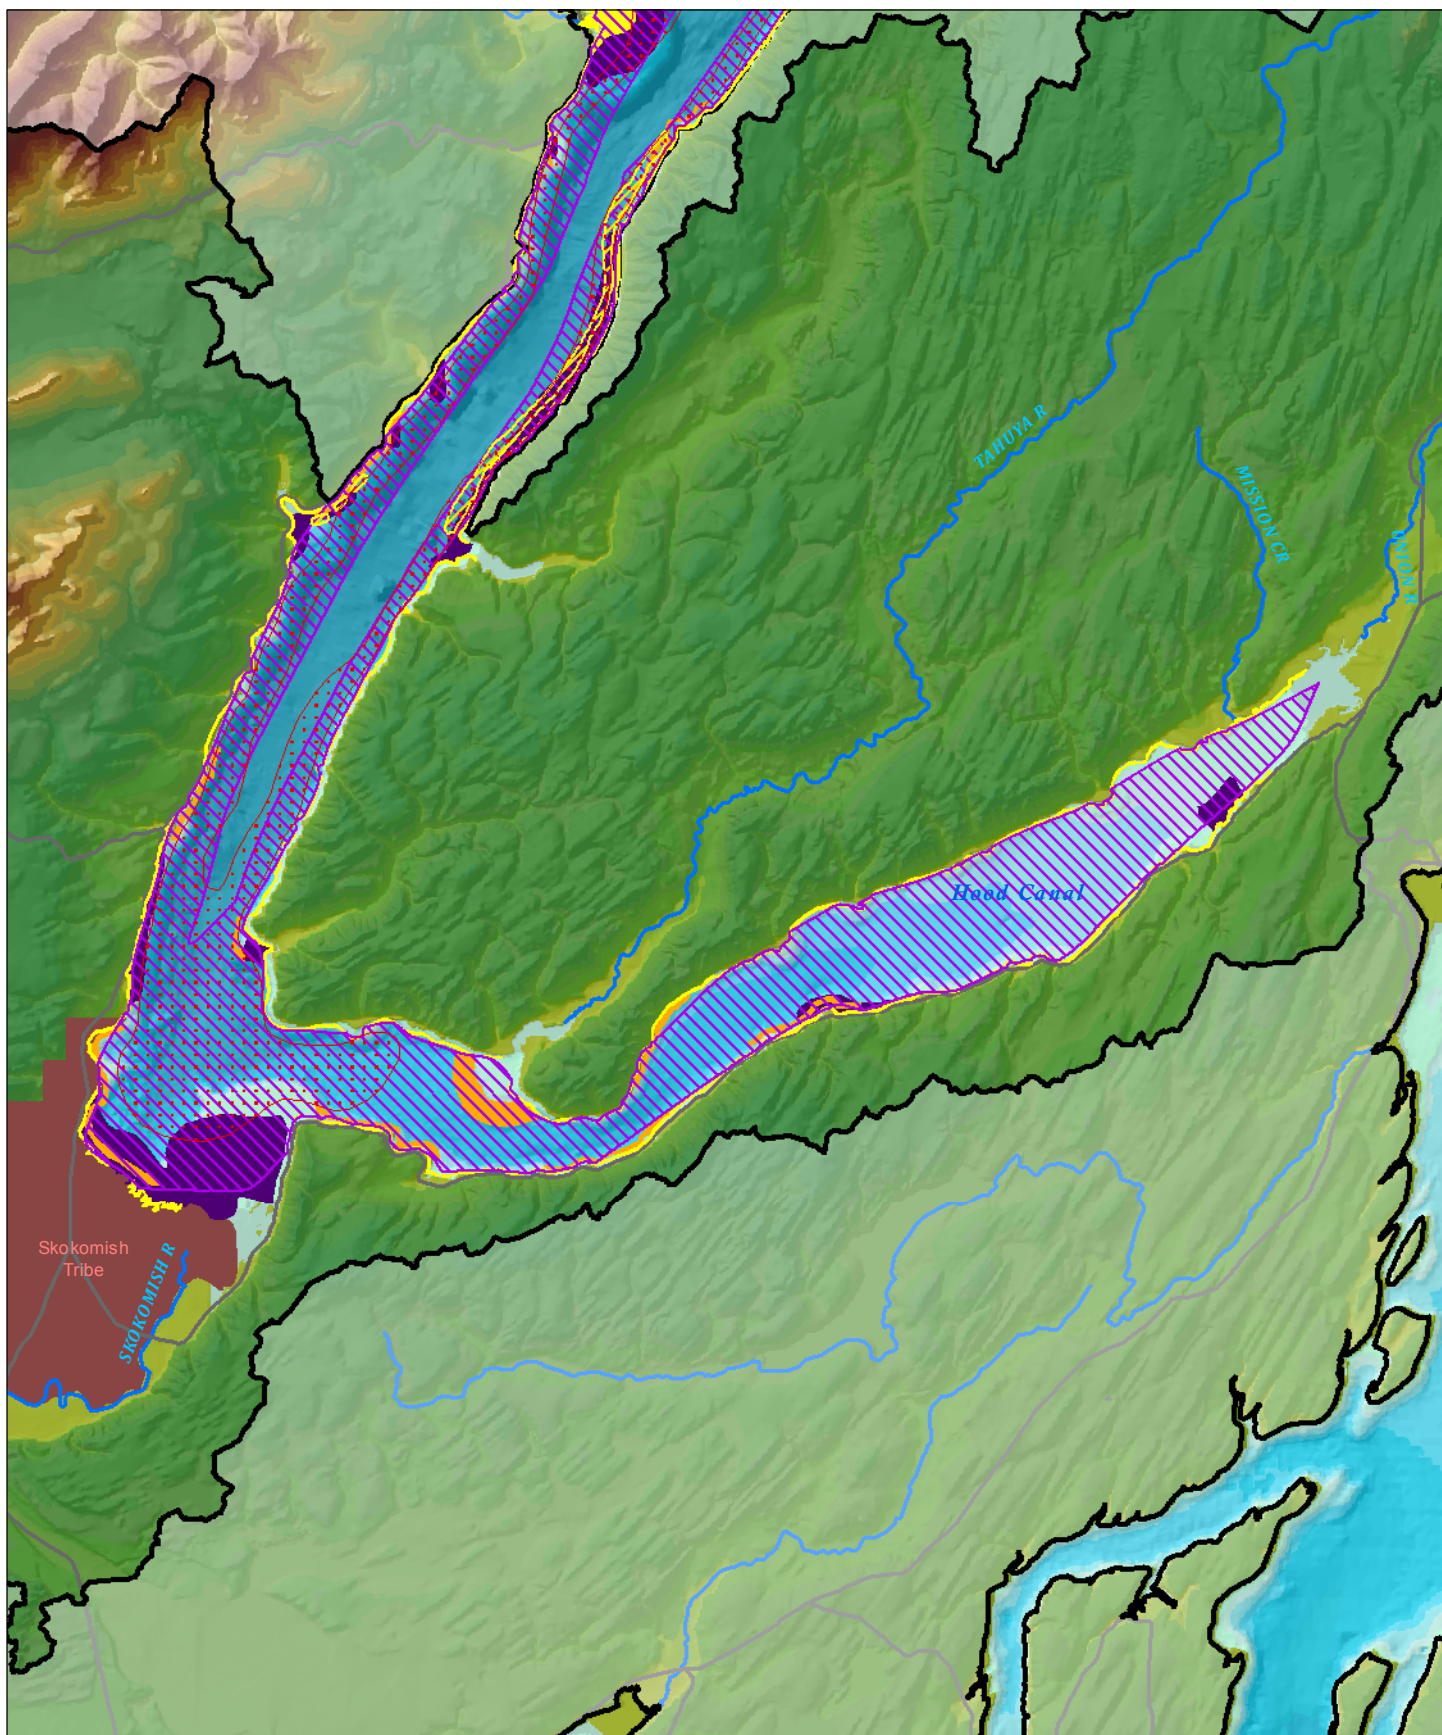 TAHUYA R
MISSION CR
UNION R
Hood Canal
Skokomish
Tribe
SKOKOMISH R